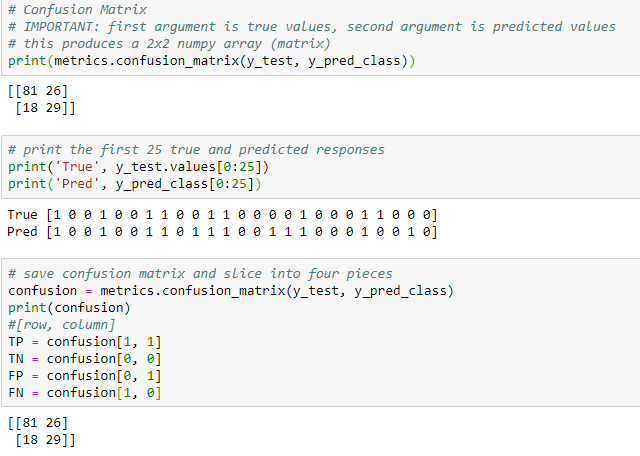 # Confusion Matrix
# IMPORTANT: first argument is true values, second argument is predicted values
# this produces a 2x2 numpy array (matrix)
print(metrics.confusion_matrix(y_test, y_pred_class))
[[81 26]
 [18 29]]
# print the first 25 true and predicted responses
print('True', y_test.values[0:25])
print('Pred', y_pred_class[0:25])
True [1 0 0 1 0 0 1 1 0 0 1 1 0 0 0 0 1 0 0 0 1 1 0 0 0]
Pred [1 0 0 1 0 0 1 1 0 1 1 1 0 0 1 1 1 0 0 0 1 0 0 1 0]
# save confusion matrix and slice into four pieces
confusion = metrics.confusion_matrix(y_test, y_pred_class)
print(confusion)
#[row, column]
TP = confusion[1, 1]
TN = confusion[0, 0]
FP = confusion[0, 1]
FN = confusion[1, 0]
[[81 26]
 [18 29]]